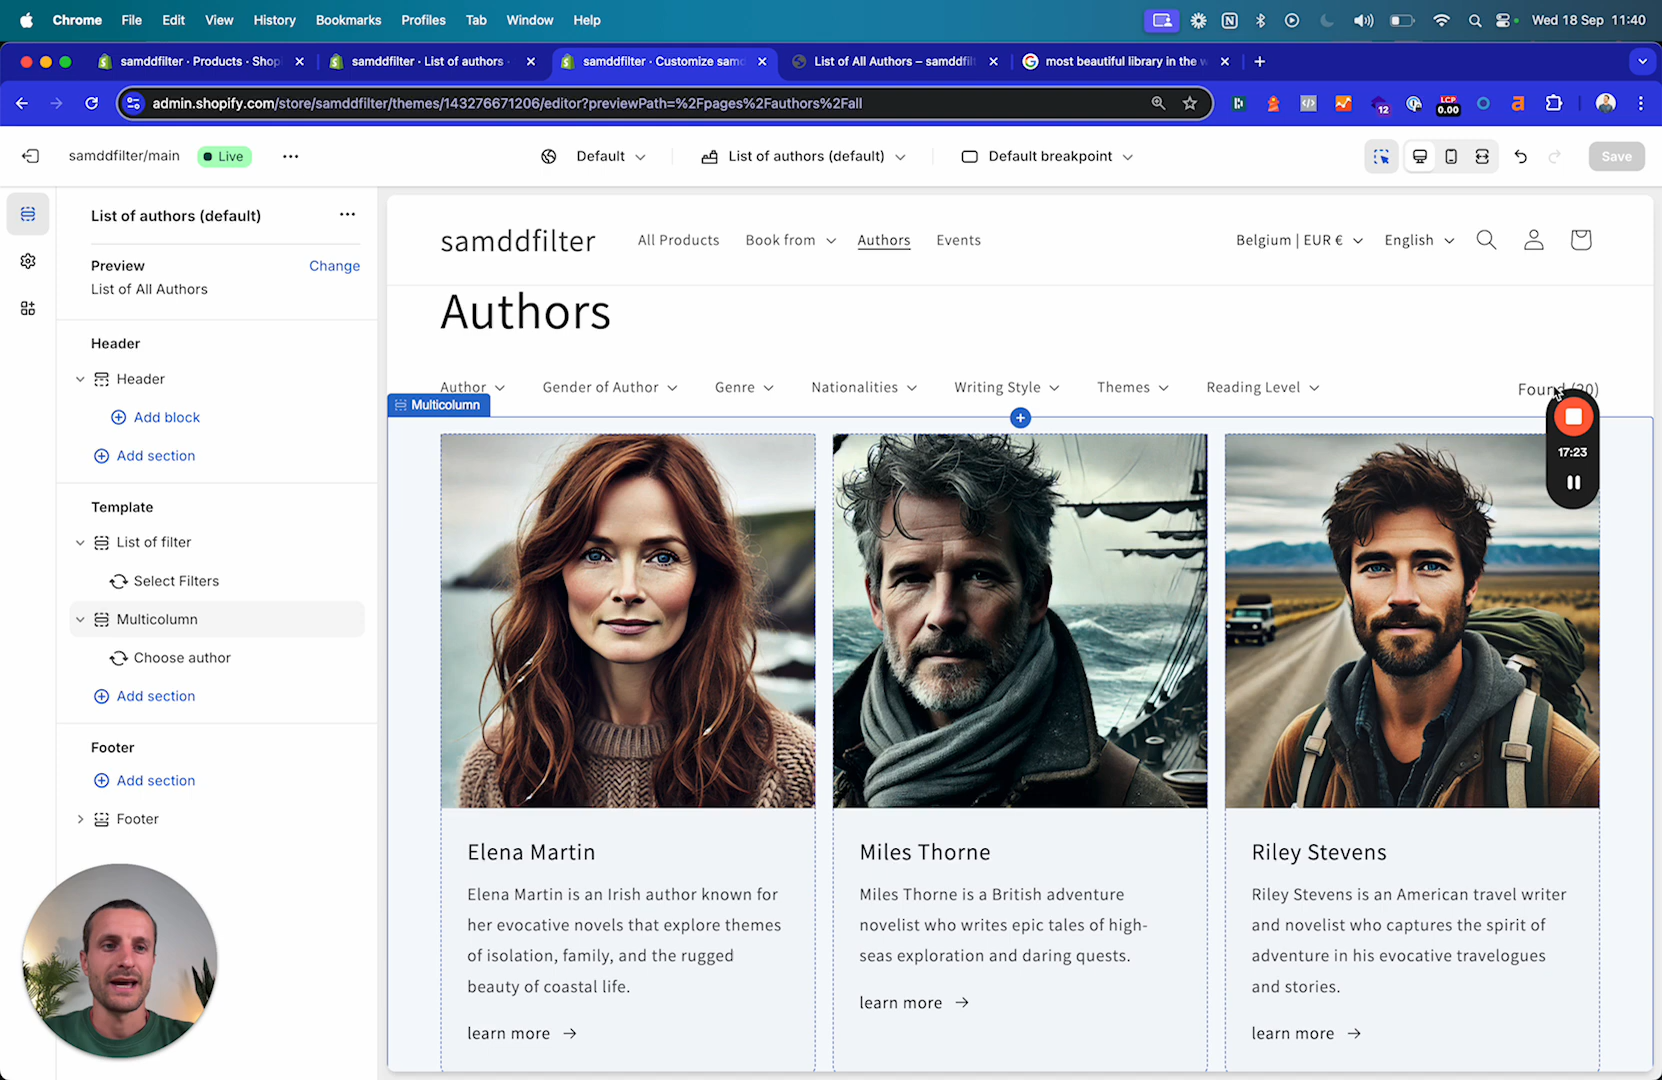 Chrome File Edit View History Bookmarks Profiles Tab Window Help Wed 18 Sep 11:40
samddfilter · Products · Shop
samddfilter · List of authors
samddfilter · Customize samd
List of All Authors – samddfilt
most beautiful library in the w
admin.shopify.com/store/samddfilter/themes/143276671206/editor?previewPath=%2Fpages%2Fauthors%2Fall
12
LCP
0.00
samddfilter/main Live Default List of authors (default) Default breakpoint Save
List of authors (default)
Preview Change
List of All Authors
Header
Header
Add block
Add section
Template
List of filter
Select Filters
Multicolumn
Choose author
Add section
Footer
Add section
Footer
samddfilter All Products Book from Authors Events Belgium | EUR € English
Authors
Author Gender of Author Genre Nationalities Writing Style Themes Reading Level
Multicolumn
17:23
Elena Martin
Elena Martin is an Irish author known for
her evocative novels that explore themes
of isolation, family, and the rugged
beauty of coastal life.
learn more
Miles Thorne
Miles Thorne is a British adventure
novelist who writes epic tales of high-
seas exploration and daring quests.
learn more
Riley Stevens
Riley Stevens is an American travel writer
and novelist who captures the spirit of
adventure in his evocative travelogues
and stories.
learn more